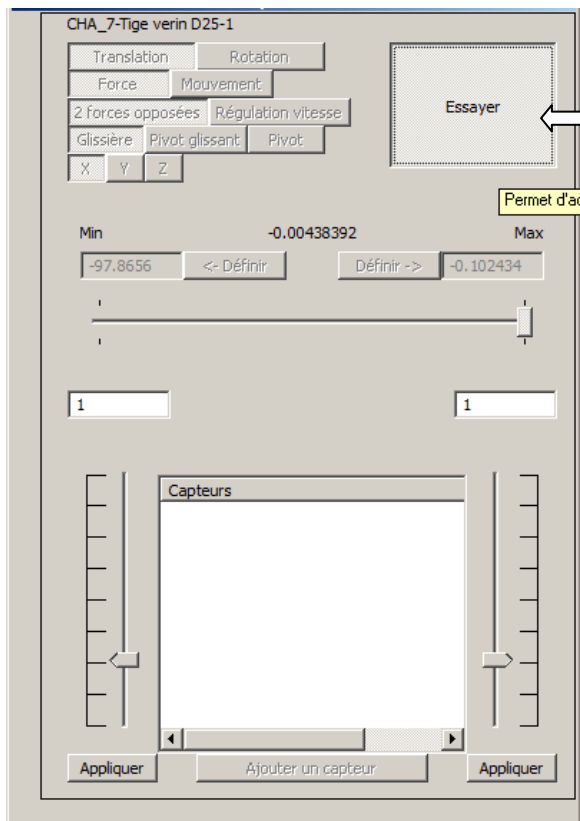 CHA_7-Tige verin D25-1
Translation Rotation
Force Mouvement
2 forces opposées Régulation vitesse
Glissière Pivot glissant Pivot
X Y Z
Essayer
Permet d'ac
Min -0.00438392 Max
-97.8656 <- Définir Définir -> -0.102434
1 1
Capteurs
Appliquer Ajouter un capteur Appliquer